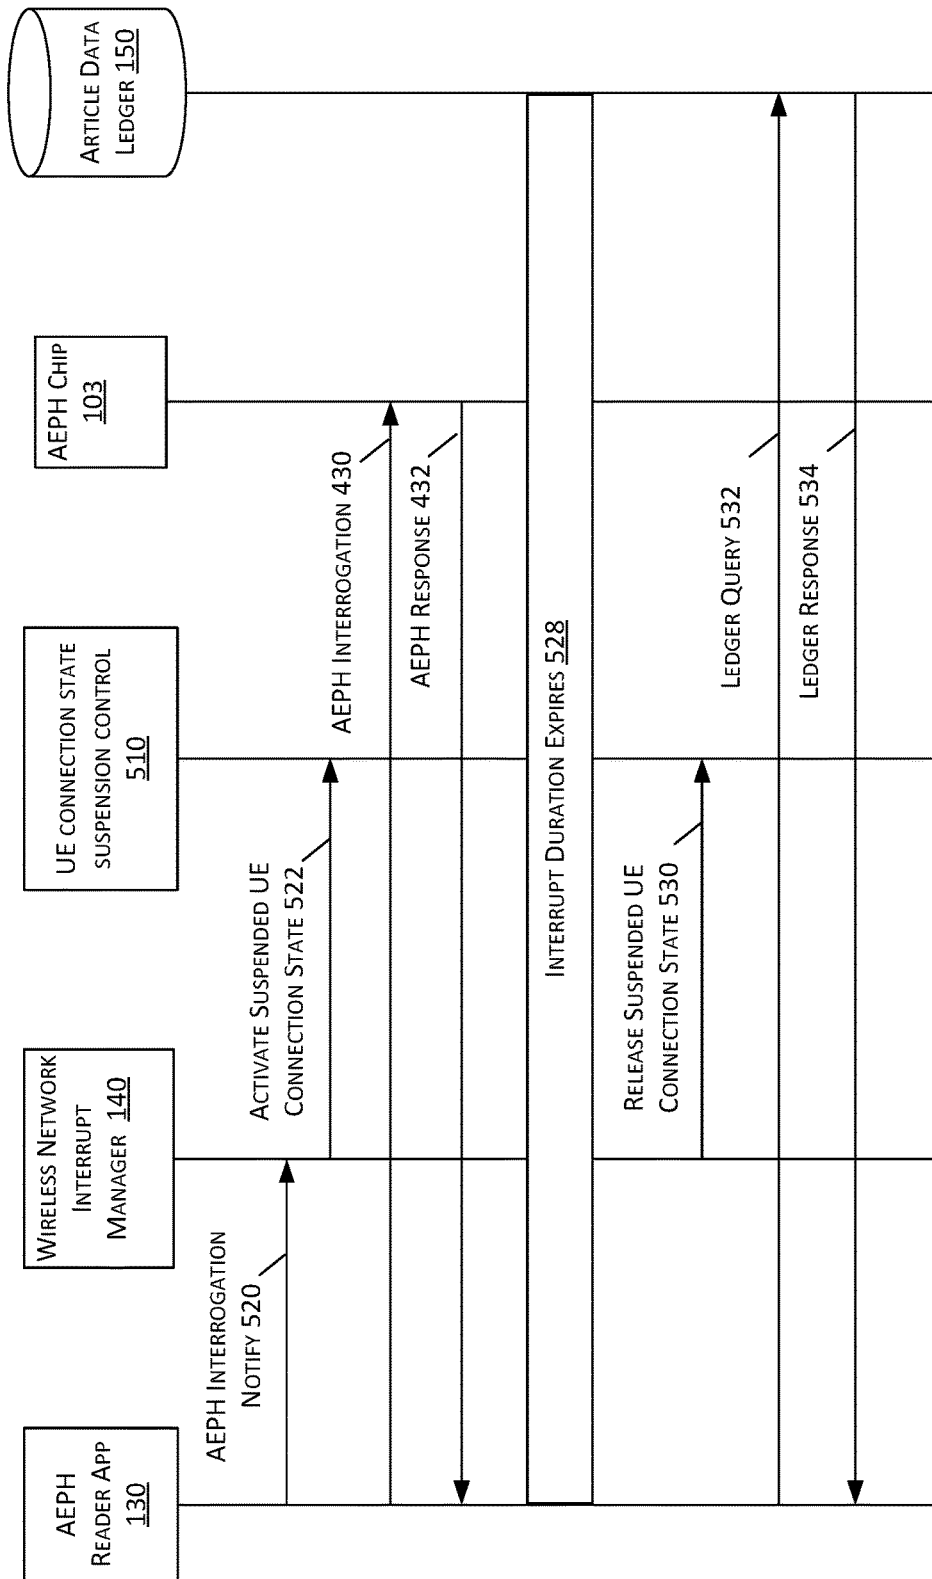 AEPH
READER APP
130
WIRELESS NETWORK
INTERRUPT
MANAGER 140
UE CONNECTION STATE
SUSPENSION CONTROL
510
AEPH CHIP
103
ARTICLE DATA
LEDGER 150
AEPH INTERROGATION
NOTIFY 520
ACTIVATE SUSPENDED UE
CONNECTION STATE 522
AEPH INTERROGATION 430
AEPH RESPONSE 432
INTERRUPT DURATION EXPIRES 528
RELEASE SUSPENDED UE
CONNECTION STATE 530
LEDGER QUERY 532
LEDGER RESPONSE 534